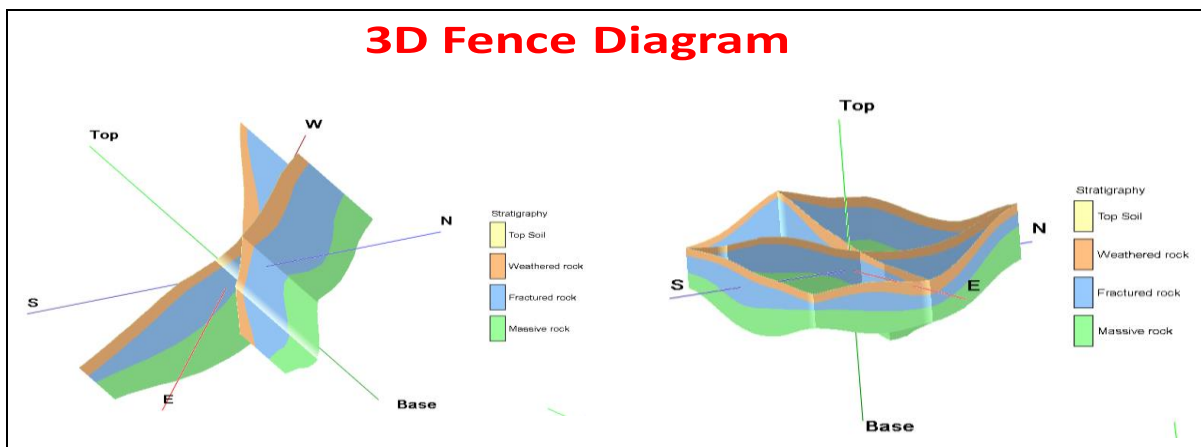 3D Fence Diagram
Top
W
N
S
E
Base
Stratigraphy
Top Soil
Weathered rock
Fractured rock
Massive rock
Top
N
S
E
Base
Stratigraphy
Top Soil
Weathered rock
Fractured rock
Massive rock